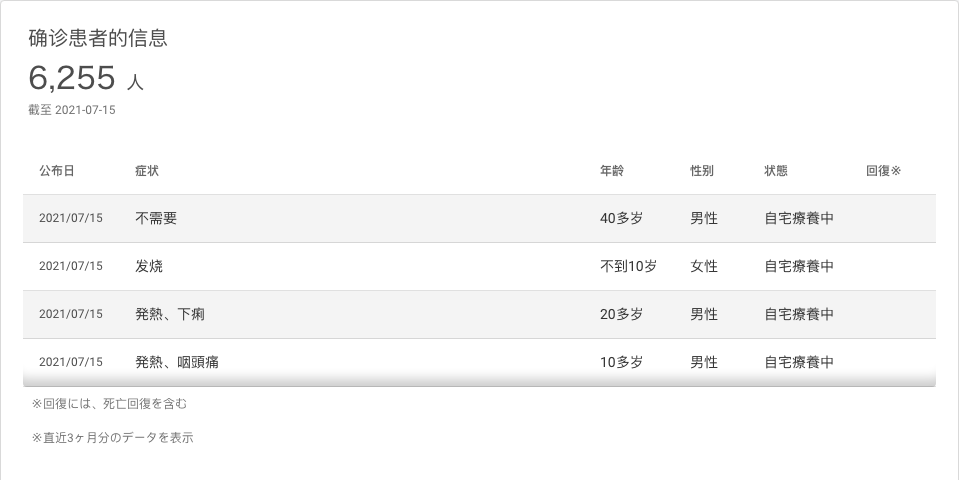 确诊患者的信息
6,255 人
截至 2021-07-15
公布日 症状 年齢 性别 状態 回復※
2021/07/15 不需要 40多岁 男性 自宅療養中
2021/07/15 发烧 不到10岁 女性 自宅療養中
2021/07/15 発熱、下痢 20多岁 男性 自宅療養中
2021/07/15 発熱、咽頭痛 10多岁 男性 自宅療養中
※回復には、死亡回復を含む
※直近3ヶ月分のデータを表示